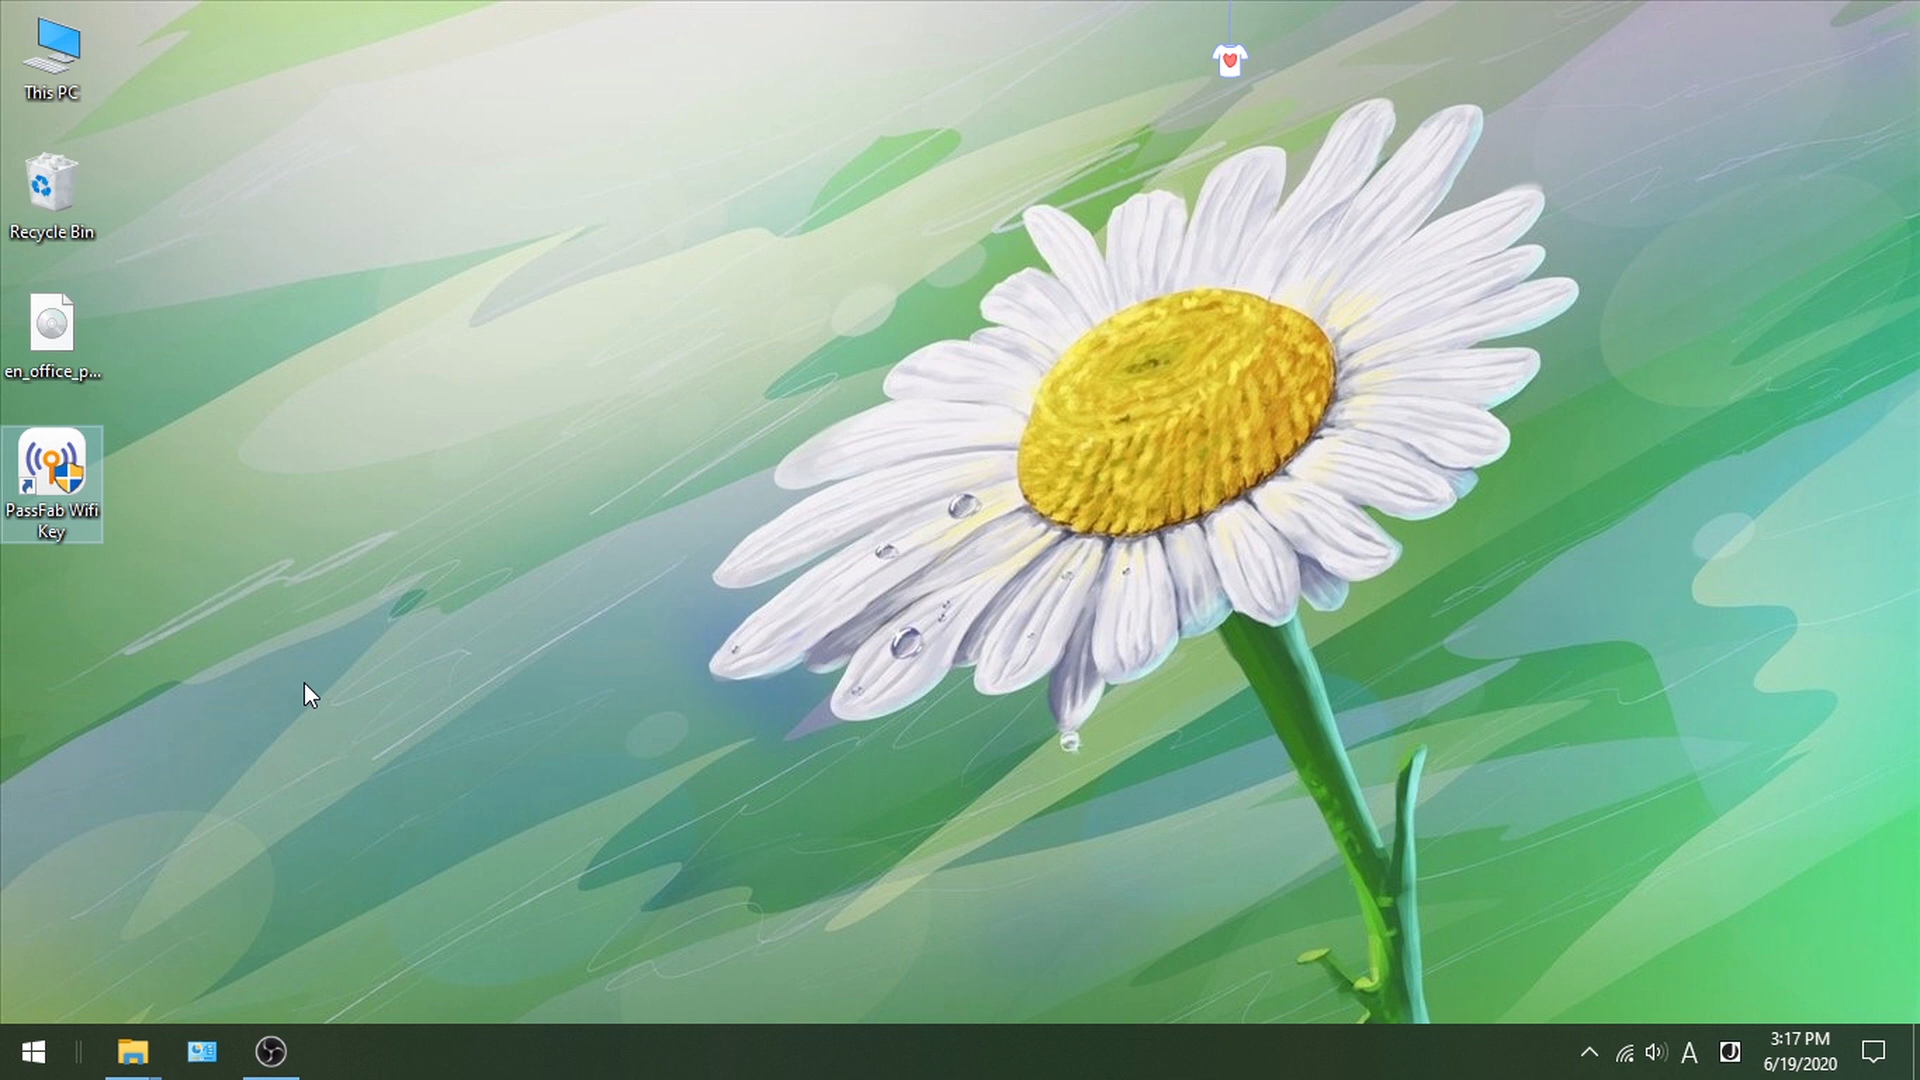 This PC
Recycle Bin
en_office_p...
PassFab Wifi
Key
A
J
3:17 PM
6/19/2020